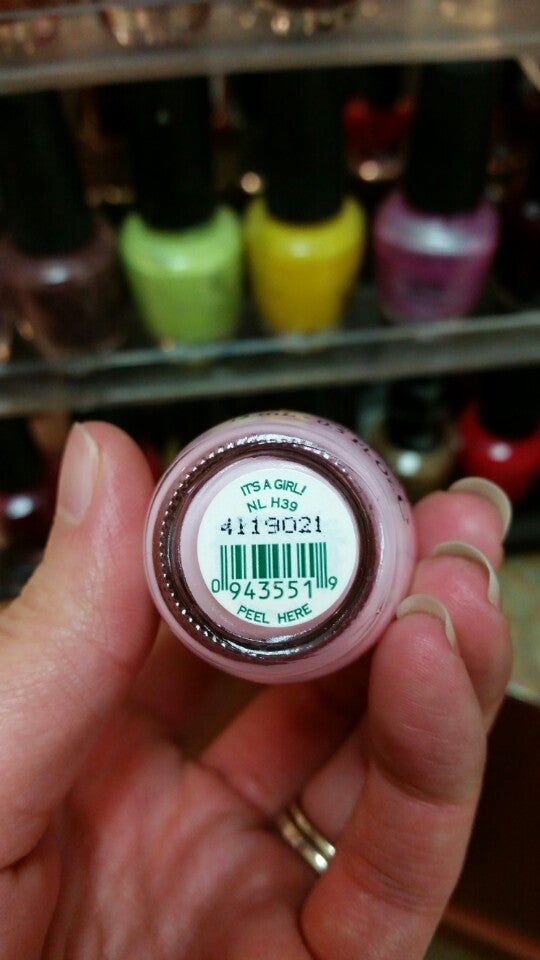 IT'S A GIRL!
NL H39
4119021
0 943551 9
PEEL HERE